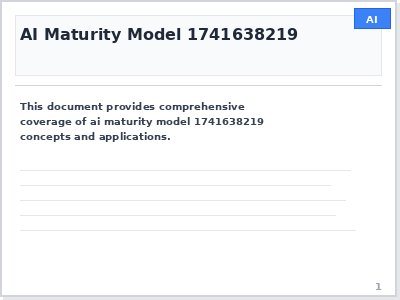 AI
AI Maturity Model 1741638219
This document provides comprehensive
coverage of ai maturity model 1741638219
concepts and applications.
1